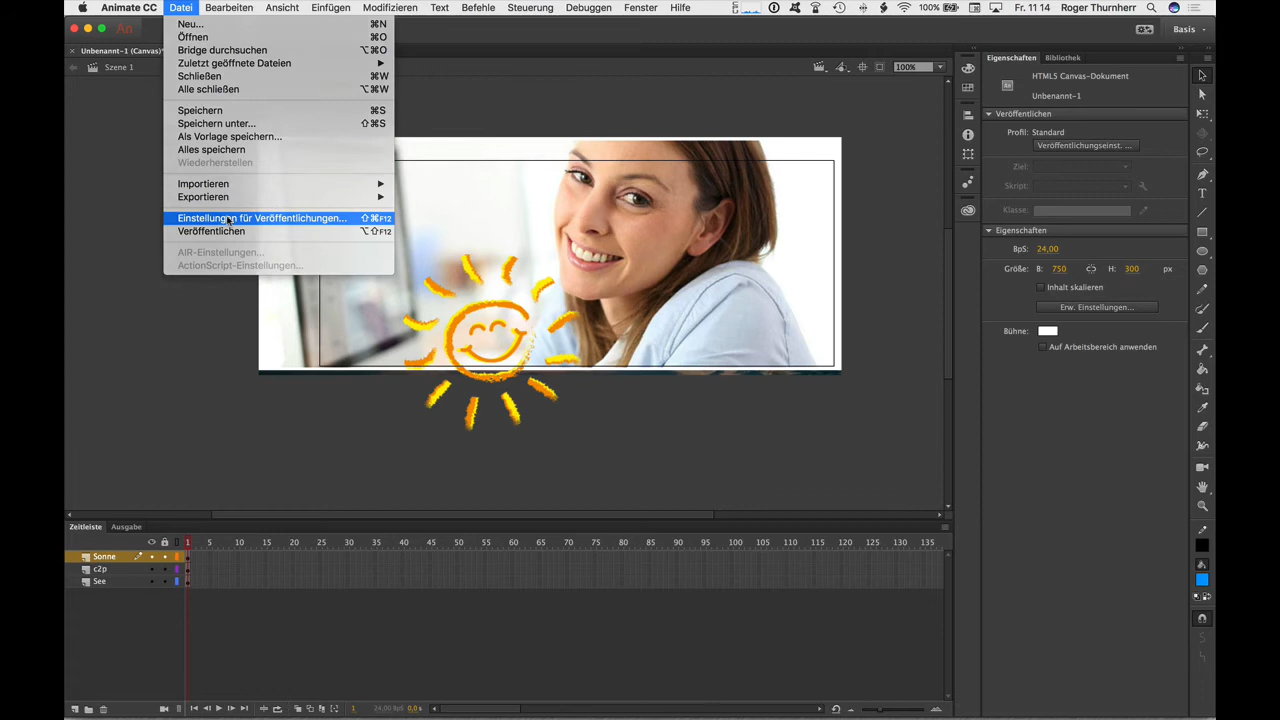 Animate CC Datei Bearbeiten Ansicht Einfügen Modifizieren Text Befehle Steuerung Debuggen Fenster Hilfe 100% Fr. 11 14 Roger Thurnherr
An Basis
Unbenannt-1 (Canvas)*
Szene 1 100%
Neu... ⌘N
Öffnen ⌘O
Bridge durchsuchen ⌥⌘O
Zuletzt geöffnete Dateien
Schließen ⌘W
Alle schließen ⌥⌘W
Speichern ⌘S
Speichern unter... ⇧⌘S
Als Vorlage speichern...
Alles speichern
Wiederherstellen
Importieren
Exportieren
Einstellungen für Veröffentlichungen... ⇧⌘F12
Veröffentlichen ⌥⇧F12
AIR-Einstellungen...
ActionScript-Einstellungen...
Eigenschaften Bibliothek
HTML5 Canvas-Dokument
An
Unbenannt-1
Veröffentlichen
Profil: Standard
Veröffentlichungseinst. ...
Ziel:
Skript:
Klasse:
Eigenschaften
BpS: 24,00
Größe: B: 750 H: 300 px
Inhalt skalieren
Erw. Einstellungen...
Bühne:
Auf Arbeitsbereich anwenden
Zeitleiste Ausgabe
1 5 10 15 20 25 30 35 40 45 50 55 60 65 70 75 80 85 90 95 100 105 110 115 120 125 130 135
Sonne
c2p
See
1 24,00 BpS 0,0 s